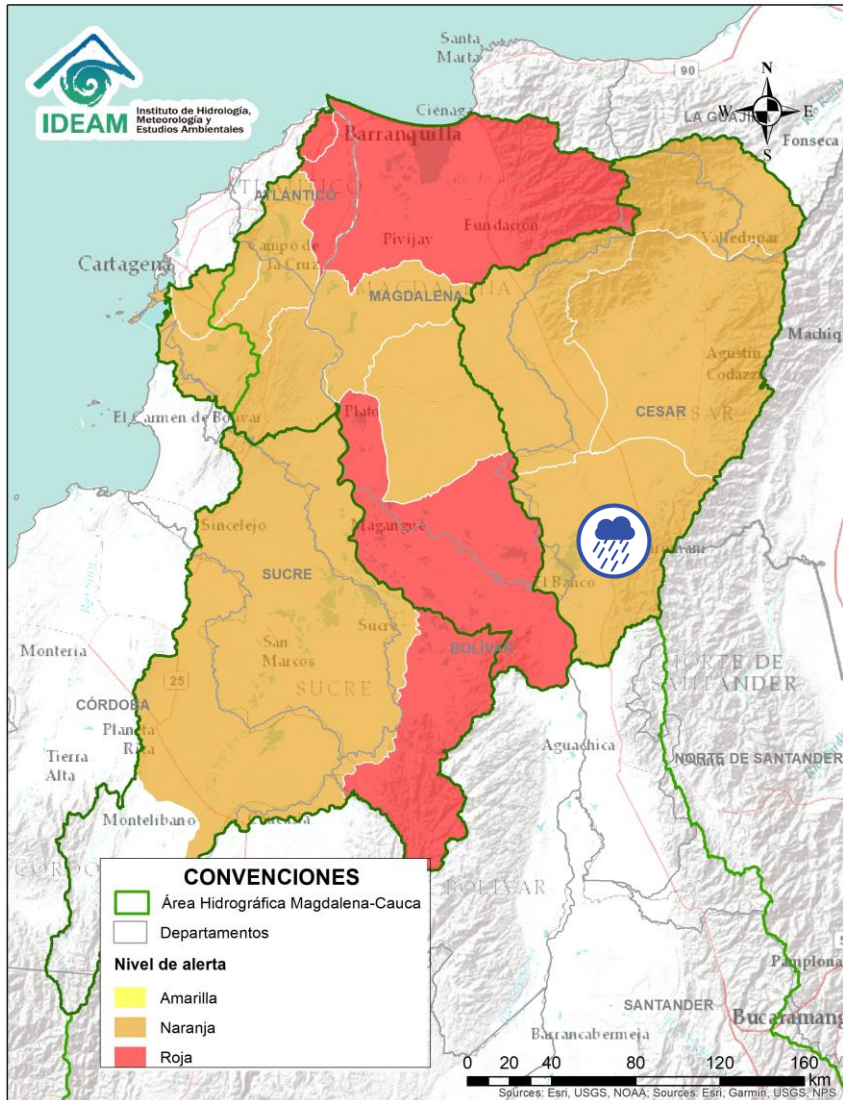 IDEAM
Instituto de Hidrología,
Meteorología y
Estudios Ambientales
Santa
Marta
90
N
W
E
S
LA GUAJIRA
Fonseca
Ciénaga
Barranquilla
ATLÁNTICO
Fundación
Pivijay
Valledupar
Campo de
la Cruz
Cartagena
MAGDALENA
Agustín
Codazzi
CESAR
CESAR
El Carmen de Bolívar
Plato
Sincelejo
Magangué
El Banco
SUCRE
Sucre
Montería
San
Marcos
BOLÍVAR
25
SUCRE
NORTE DE
SANTANDER
CÓRDOBA
Planeta
Rica
Aguachica
NORTE DE SANTANDER
Tierra
Alta
Montelibano
BOLÍVAR
CONVENCIONES
Área Hidrográfica Magdalena-Cauca
Departamentos
Nivel de alerta
Amarilla
Naranja
Roja
Pamplona
SANTANDER
Barrancabermeja
0 20 40 80 120 160
Km
Sources: Esri, USGS, NOAA; Sources: Esri, Garmin, USGS, NPS